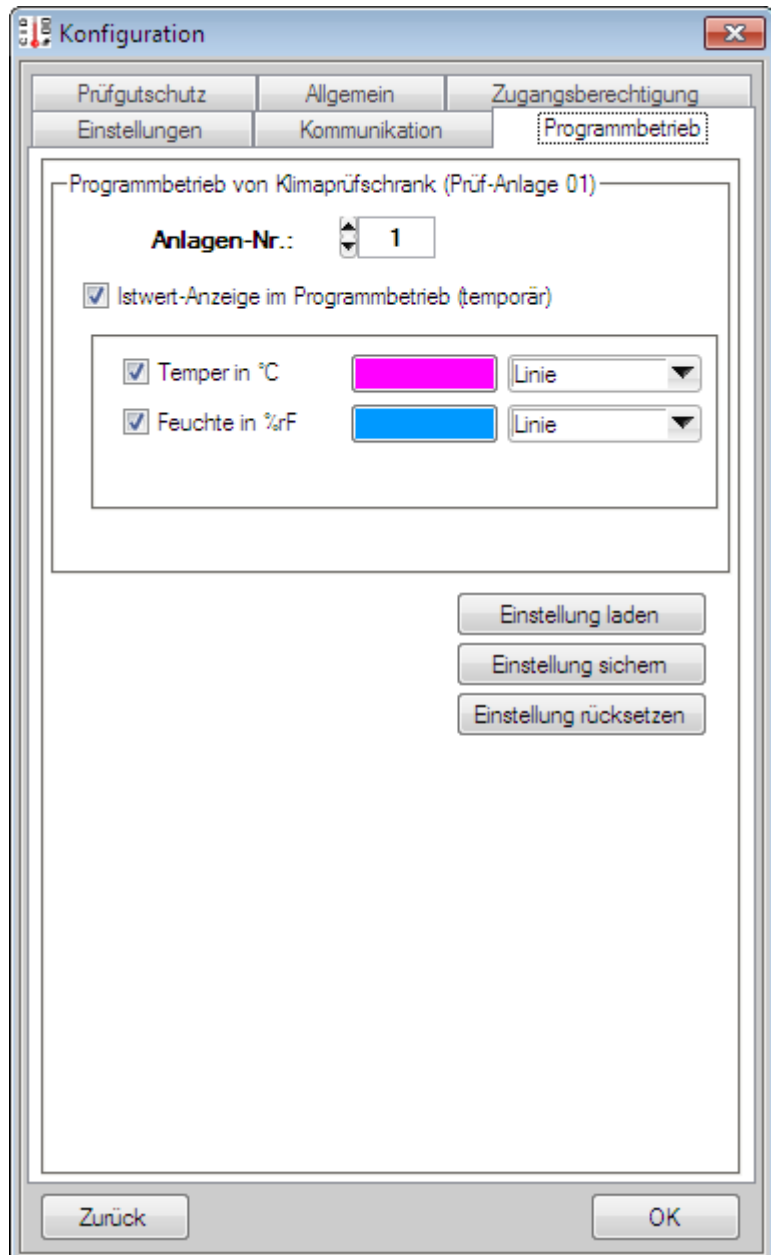 Konfiguration
Prüfgutschutz Allgemein Zugangsberechtigung
Einstellungen Kommunikation Programmbetrieb
Programmbetrieb von Klimaprüfschrank (Prüf-Anlage 01)
Anlagen-Nr.: 1
Istwert-Anzeige im Programmbetrieb (temporär)
Temper in °C Linie
Feuchte in %rF Linie
Einstellung laden
Einstellung sichern
Einstellung rücksetzen
Zurück OK